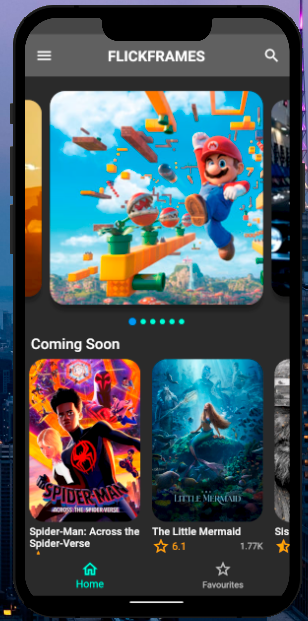 FLICKFRAMES
Coming Soon
SPIDER-MAN
ACROSS THE SPIDER-VERSE
THE LITTLE MERMAID
Spider-Man: Across the
Spider-Verse
The Little Mermaid
6.1
1.77K
Sis
Home
Favourites